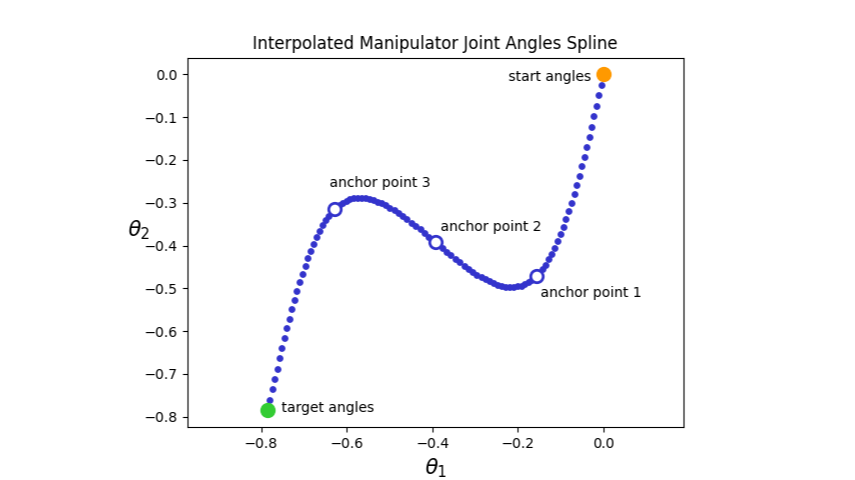 Interpolated Manipulator Joint Angles Spline
0.0
start angles
−0.1
−0.2
anchor point 3
−0.3
anchor point 2
θ2
−0.4
−0.5
anchor point 1
−0.6
−0.7
−0.8
target angles
−0.8 −0.6 −0.4 −0.2 0.0
θ1